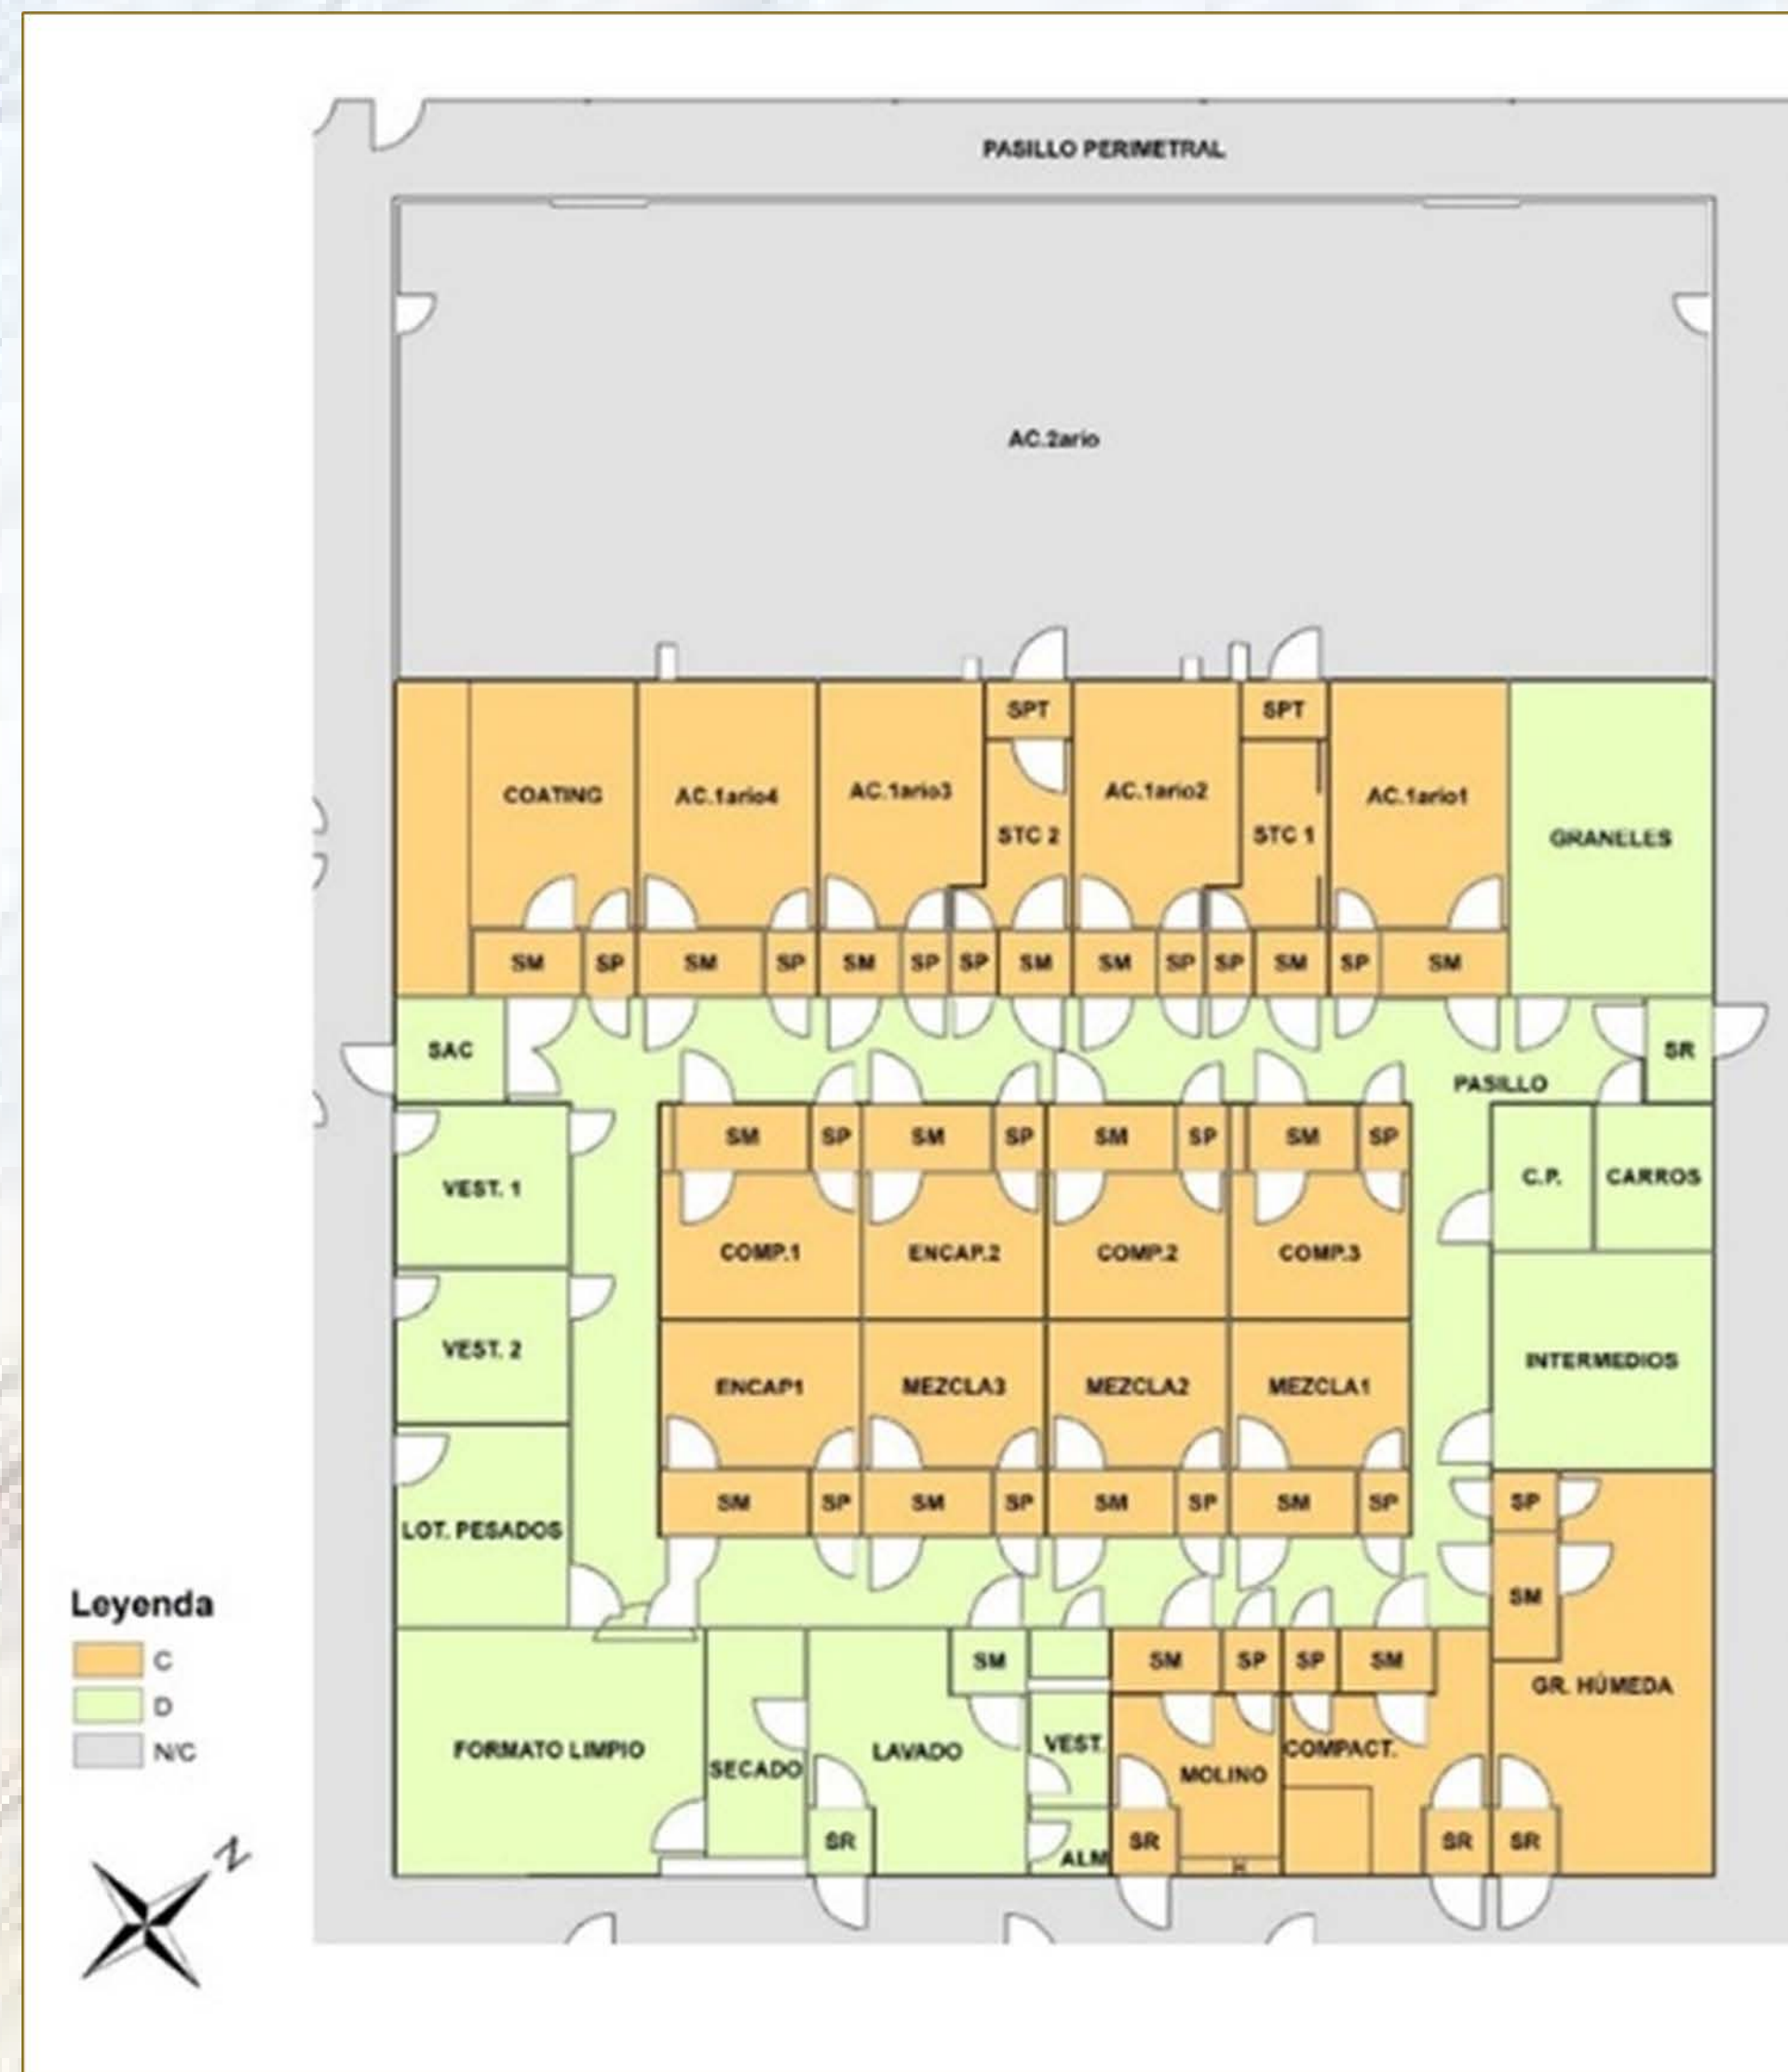 PASILLO PERIMETRAL
AC.2ario
SPT SPT
COATING AC.1ario4 AC.1ario3 AC.1ario2 AC.1ario1
STC 2 STC 1 GRANELES
SM SP SM SP SM SP SP SM SM SP SP SM SP SM
SAC SR
PASILLO
SM SP SM SP SM SP SM SP
VEST. 1 C.P. CARROS
COMP.1 ENCAP.2 COMP.2 COMP.3
VEST. 2 INTERMEDIOS
ENCAP1 MEZCLA3 MEZCLA2 MEZCLA1
SM SP SM SP SM SP SM SP SP
LOT. PESADOS
SM
Leyenda
C
D
N/C
SM SM SP SP SM
GR. HÚMEDA
FORMATO LIMPIO SECADO LAVADO VEST. MOLINO COMPACT.
SR ALM SR SR SR
N